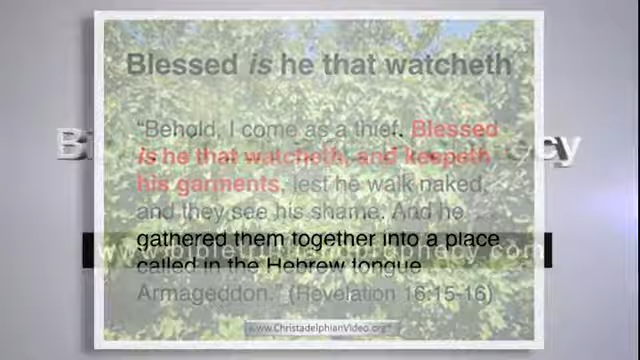 Blessed is he that watcheth
“Behold, I come as a thief. Blessed
is he that watcheth, and keepeth
his garments, lest he walk naked,
and they see his shame. And he
gathered them together into a place
called in the Hebrew tongue
Armageddon.” (Revelation 16:15-16)
www.ChristadelphianVideo.org